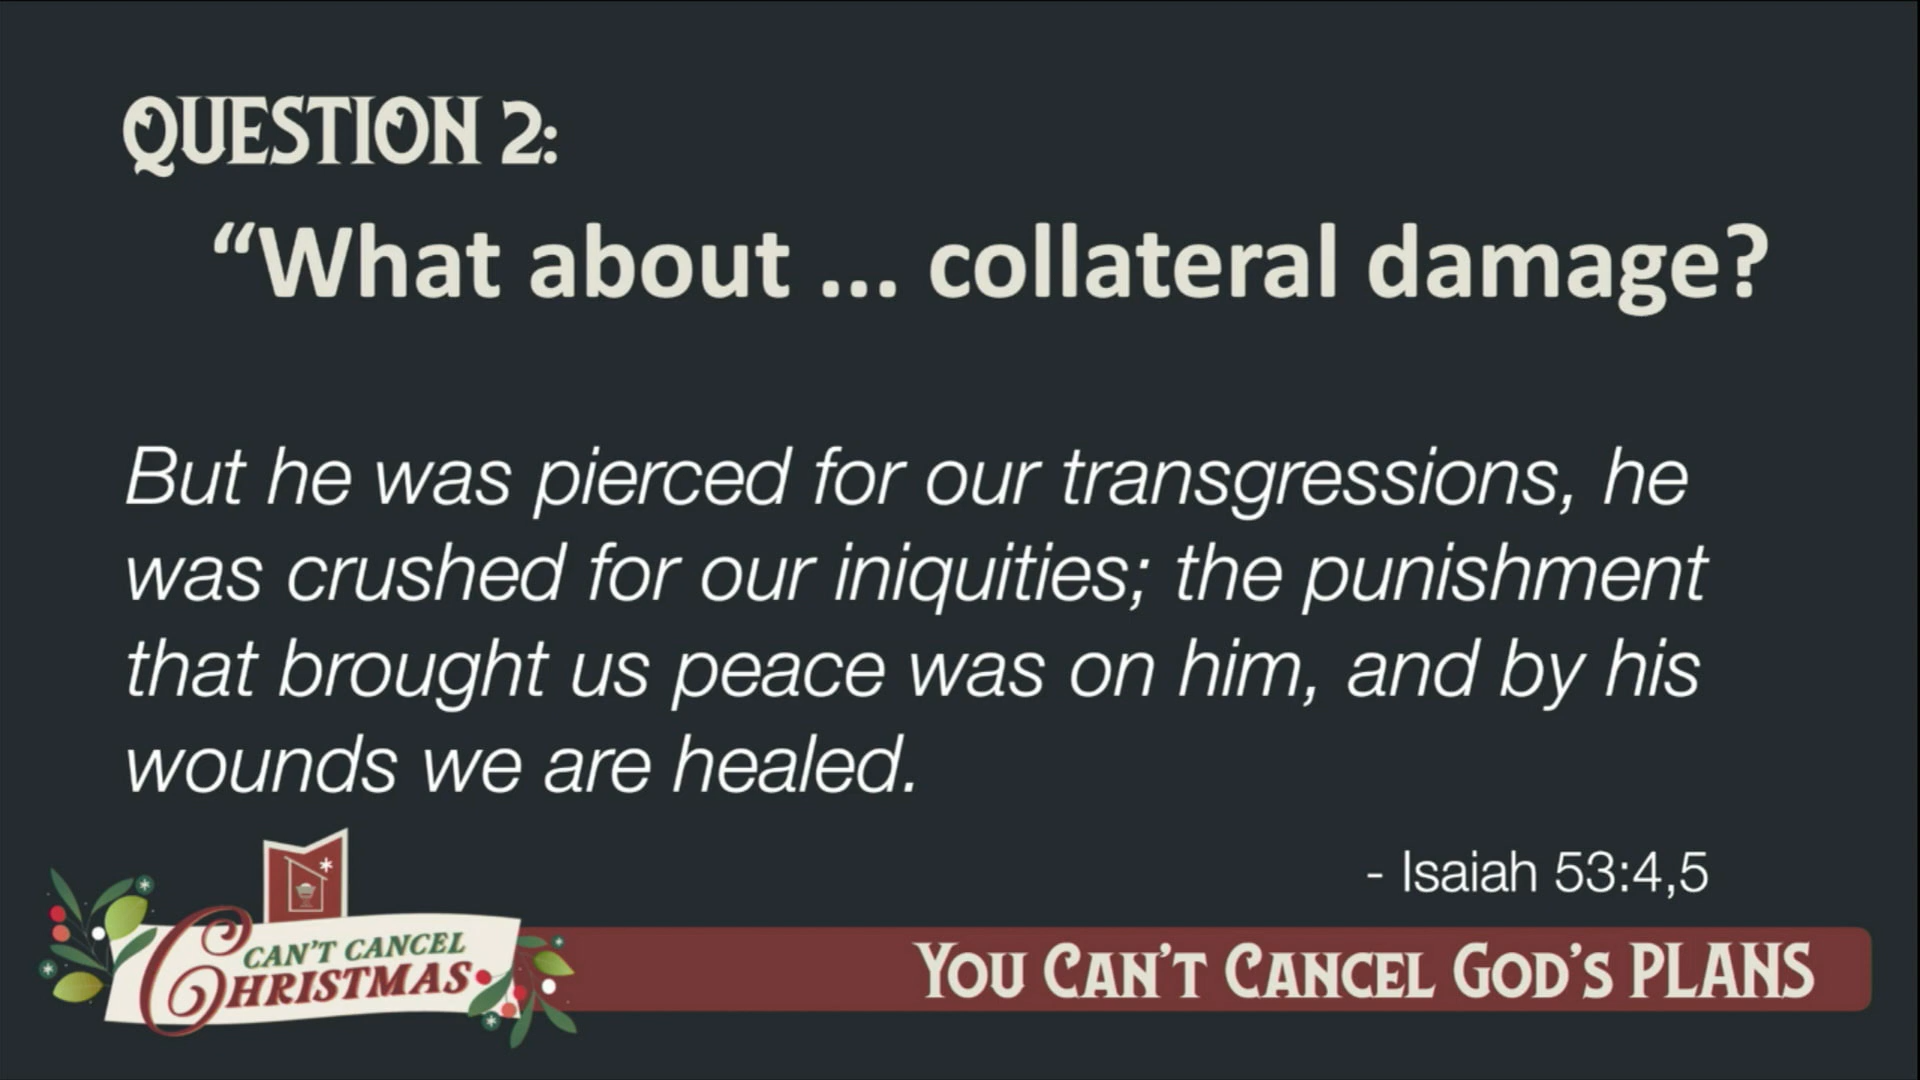 QUESTION 2:
“What about ... collateral damage?
But he was pierced for our transgressions, he
was crushed for our iniquities; the punishment
that brought us peace was on him, and by his
wounds we are healed.
- Isaiah 53:4,5
CAN'T CANCEL
CHRISTMAS
YOU CAN'T CANCEL GOD'S PLANS